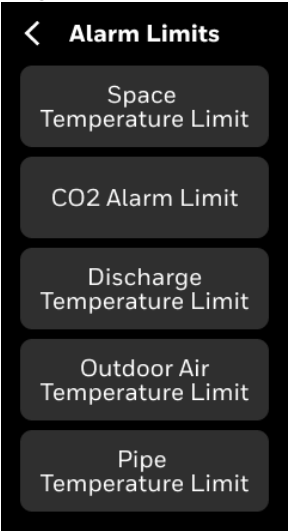 Alarm Limits
Space
Temperature Limit
CO2 Alarm Limit
Discharge
Temperature Limit
Outdoor Air
Temperature Limit
Pipe
Temperature Limit